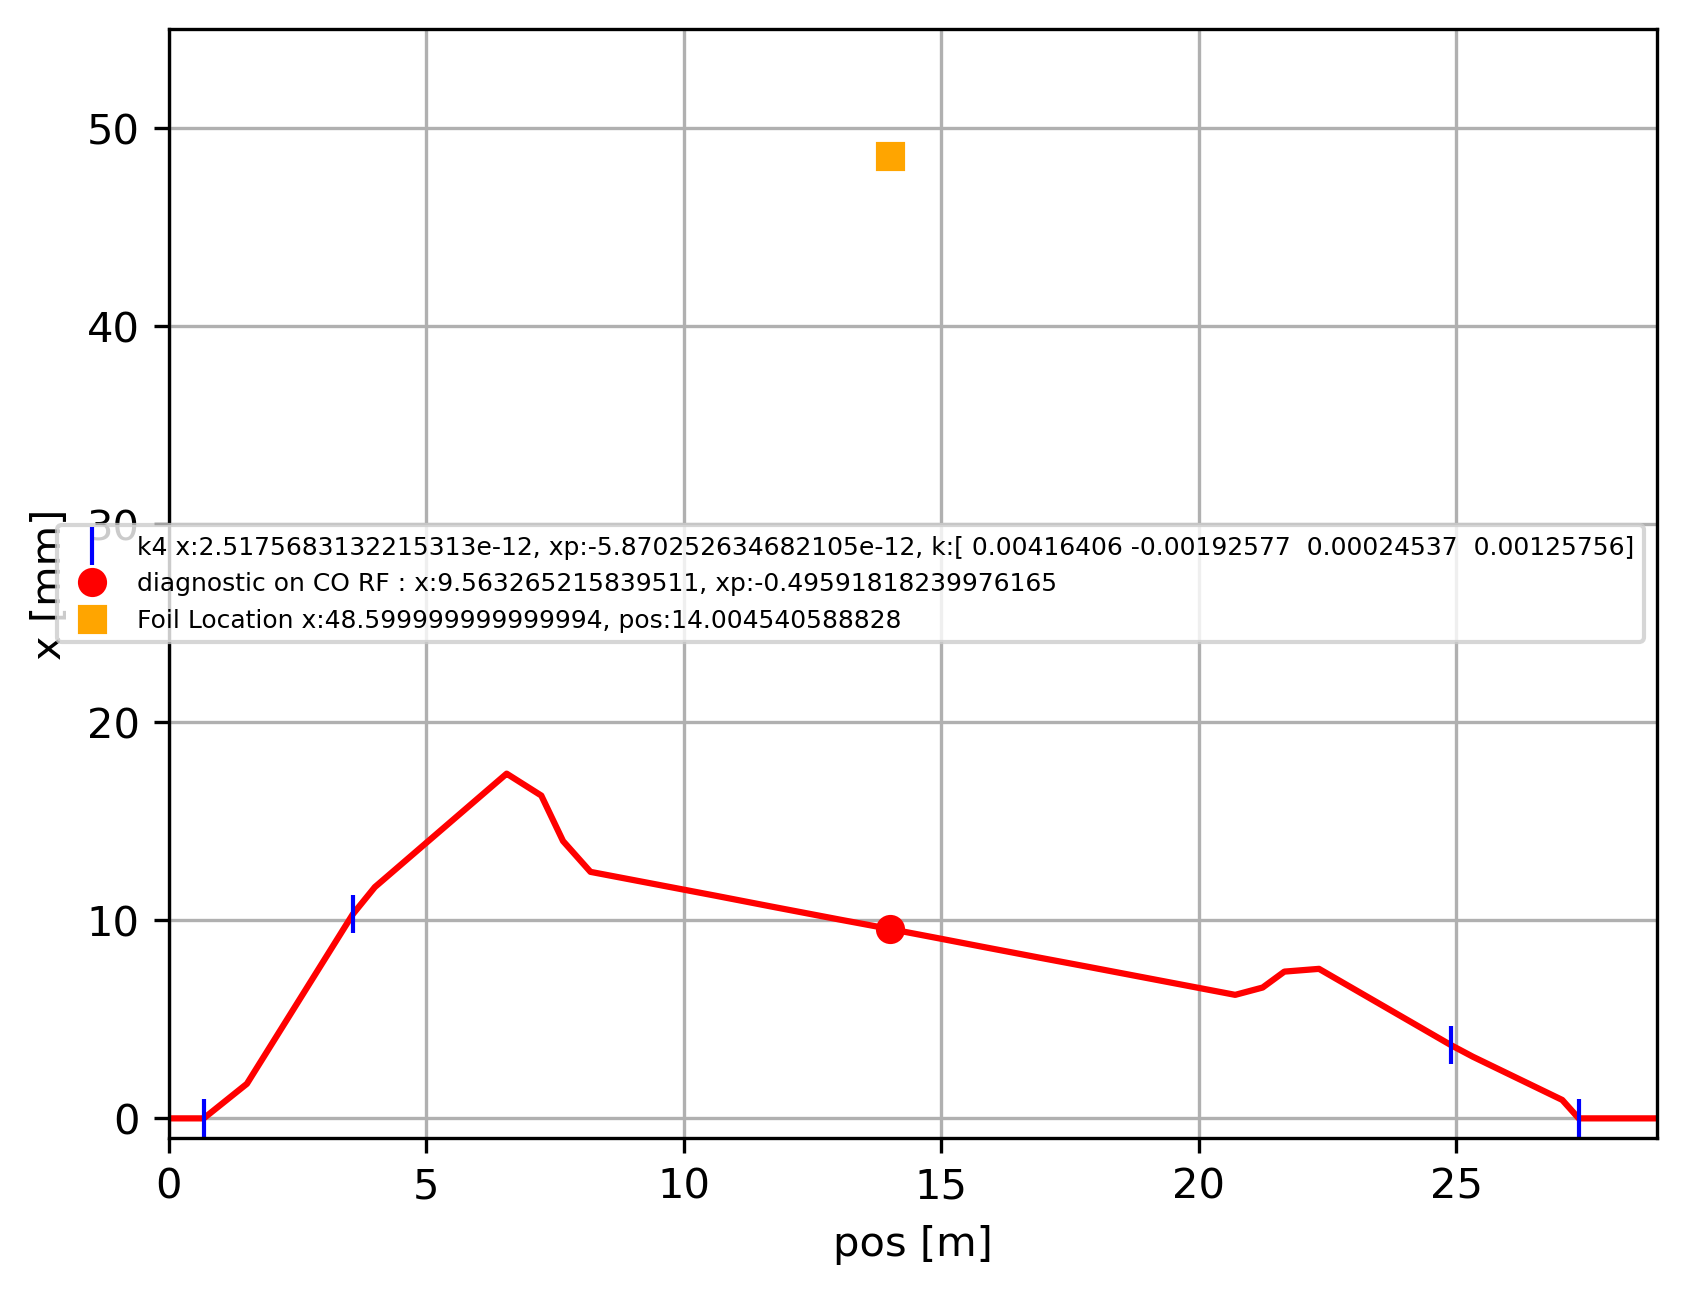 50
40
30
20
10
0
x [mm]
k4 x:2.5175683132215313e-12, xp:-5.870252634682105e-12, k:[ 0.00416406 -0.00192577  0.00024537  0.00125756]
diagnostic on CO RF : x:9.563265215839511, xp:-0.49591818239976165
Foil Location x:48.599999999999994, pos:14.004540588828
0 5 10 15 20 25
pos [m]